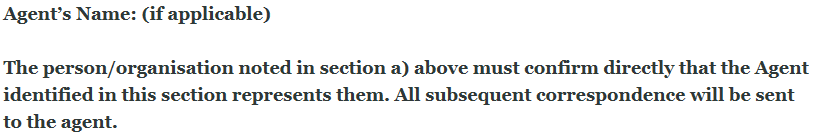 Agent’s Name: (if applicable)
The person/organisation noted in section a) above must confirm directly that the Agent
identified in this section represents them. All subsequent correspondence will be sent
to the agent.